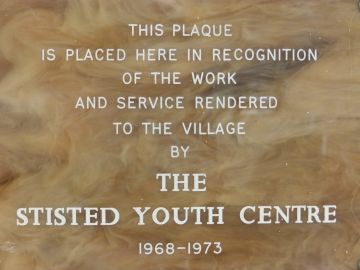 THIS PLAQUE
IS PLACED HERE IN RECOGNITION
OF THE WORK
AND SERVICE RENDERED
TO THE VILLAGE
BY
THE
STISTED YOUTH CENTRE
1968-1973